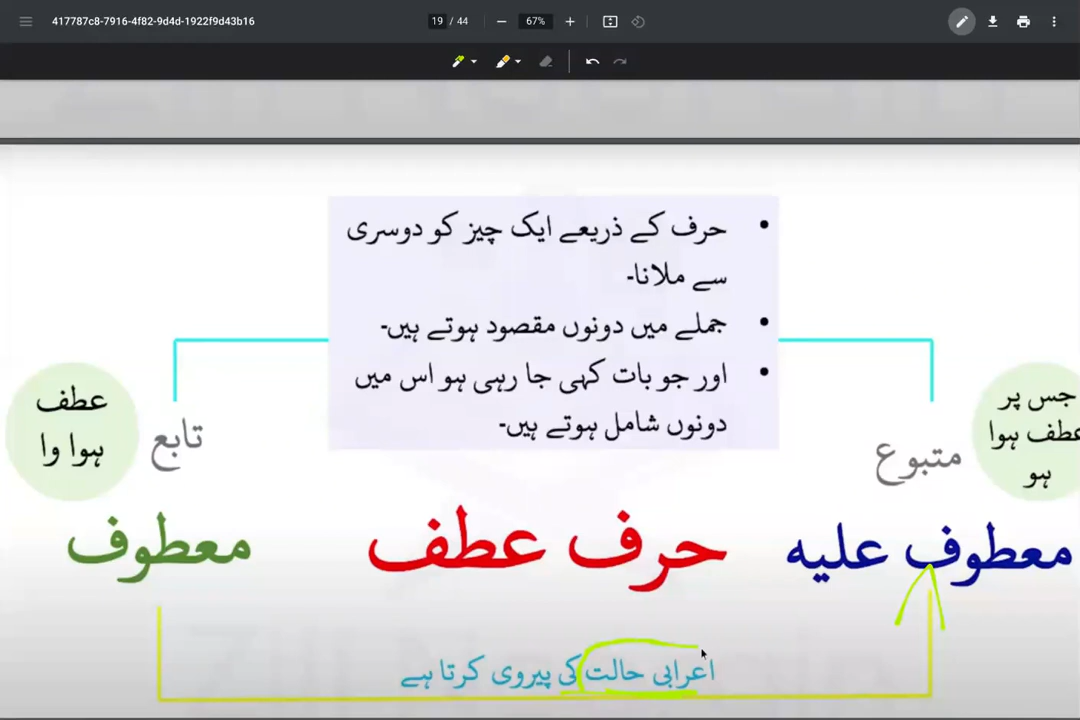 417787c8-7916-4f82-9d4d-1922f9d43b16
19 / 44
67%
• حرف کے ذریعے ایک چیز کو دوسری
سے ملانا۔
• جملے میں دونوں مقصود ہوتے ہیں۔
• اور جو بات کہی جا رہی ہو اس میں
دونوں شامل ہوتے ہیں۔
جس پر
عطف ہوا
ہو
متبوع
تابع
عطف
ہوا وا
معطوف علیہ
حرف عطف
معطوف
اعرابی حالت کی پیروی کرتا ہے